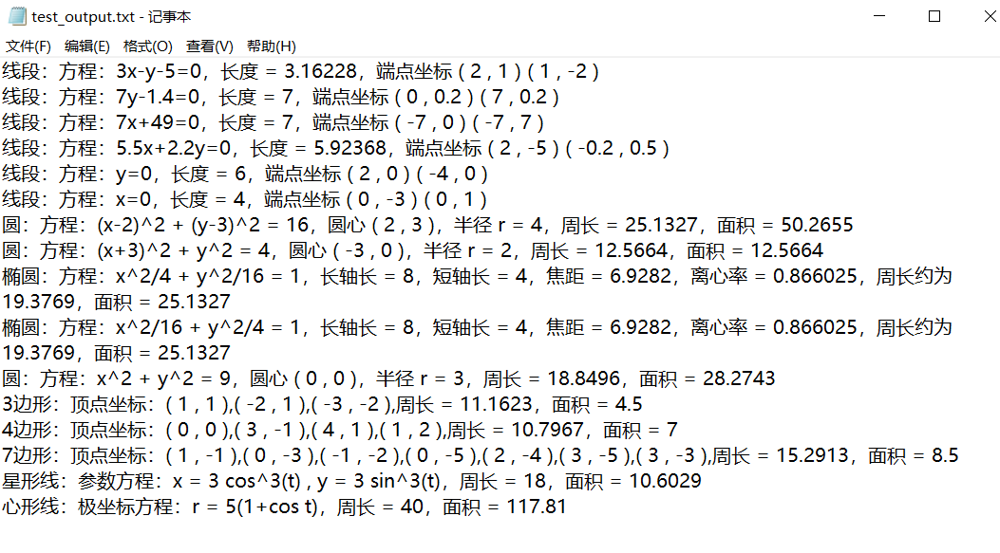 test_output.txt - 记事本
文件(F) 编辑(E) 格式(O) 查看(V) 帮助(H)
线段：方程：3x-y-5=0，长度 = 3.16228，端点坐标 ( 2 , 1 ) ( 1 , -2 )
线段：方程：7y-1.4=0，长度 = 7，端点坐标 ( 0 , 0.2 ) ( 7 , 0.2 )
线段：方程：7x+49=0，长度 = 7，端点坐标 ( -7 , 0 ) ( -7 , 7 )
线段：方程：5.5x+2.2y=0，长度 = 5.92368，端点坐标 ( 2 , -5 ) ( -0.2 , 0.5 )
线段：方程：y=0，长度 = 6，端点坐标 ( 2 , 0 ) ( -4 , 0 )
线段：方程：x=0，长度 = 4，端点坐标 ( 0 , -3 ) ( 0 , 1 )
圆：方程：(x-2)^2 + (y-3)^2 = 16，圆心 ( 2 , 3 )，半径 r = 4，周长 = 25.1327，面积 = 50.2655
圆：方程：(x+3)^2 + y^2 = 4，圆心 ( -3 , 0 )，半径 r = 2，周长 = 12.5664，面积 = 12.5664
椭圆：方程：x^2/4 + y^2/16 = 1，长轴长 = 8，短轴长 = 4，焦距 = 6.9282，离心率 = 0.866025，周长约为
19.3769，面积 = 25.1327
椭圆：方程：x^2/16 + y^2/4 = 1，长轴长 = 8，短轴长 = 4，焦距 = 6.9282，离心率 = 0.866025，周长约为
19.3769，面积 = 25.1327
圆：方程：x^2 + y^2 = 9，圆心 ( 0 , 0 )，半径 r = 3，周长 = 18.8496，面积 = 28.2743
3边形：顶点坐标：( 1 , 1 ),( -2 , 1 ),( -3 , -2 ),周长 = 11.1623，面积 = 4.5
4边形：顶点坐标：( 0 , 0 ),( 3 , -1 ),( 4 , 1 ),( 1 , 2 ),周长 = 10.7967，面积 = 7
7边形：顶点坐标：( 1 , -1 ),( 0 , -3 ),( -1 , -2 ),( 0 , -5 ),( 2 , -4 ),( 3 , -5 ),( 3 , -3 ),周长 = 15.2913，面积 = 8.5
星形线：参数方程：x = 3 cos^3(t) , y = 3 sin^3(t)，周长 = 18，面积 = 10.6029
心形线：极坐标方程：r = 5(1+cos t)，周长 = 40，面积 = 117.81